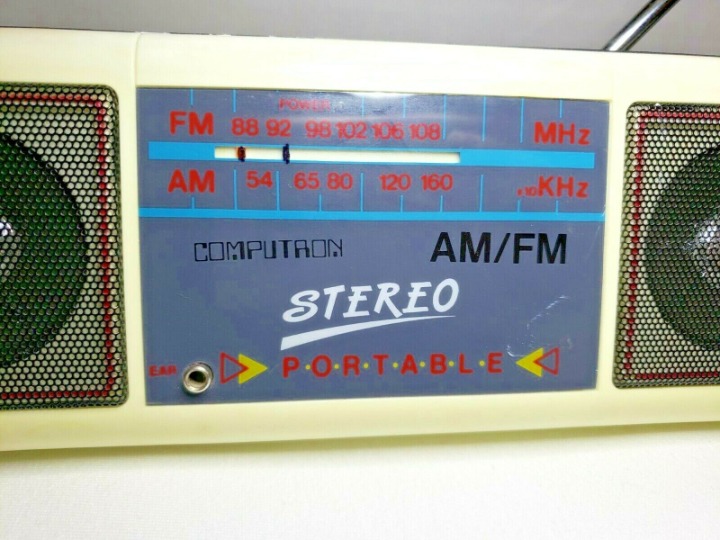 POWER
FM 88 92 98 102 106 108 MHz
AM 54 65 80 120 160 x10KHz
COMPUTRON AM/FM
STEREO
EAR P·O·R·T·A·B·L·E